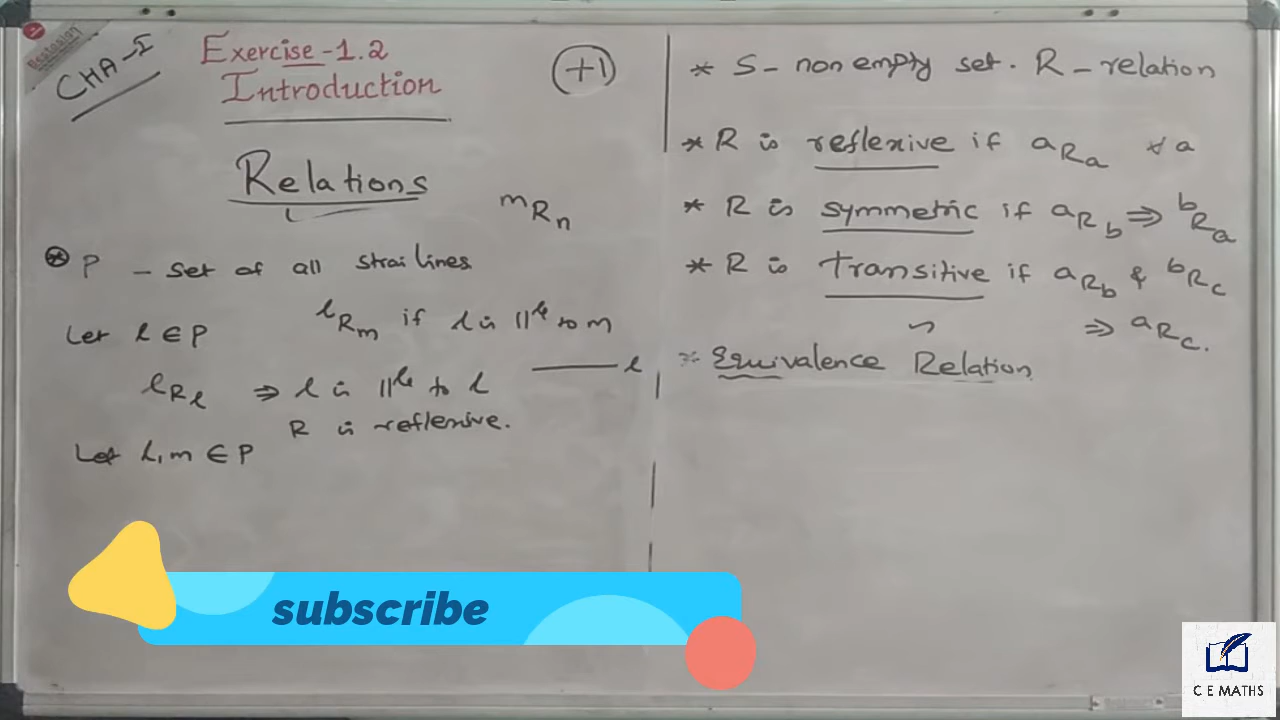 Bestosign
CHA-I
Exercise-1.2
Introduction
(+1)
Relations
mRn
⊛ P - set of all strai lines
Let l ∈ P lRm if l is ||le to m
lRl ⇒ l is ||le to l l
R is reflexive.
Let l, m ∈ P
* S - non empty set. R - relation
* R is reflexive if aRa ∀ a
* R is symmetric if aRb ⇒ bRa
* R is transitive if aRb & bRc
⇒ aRc.
* Equivalence Relation
subscribe
C E MATHS